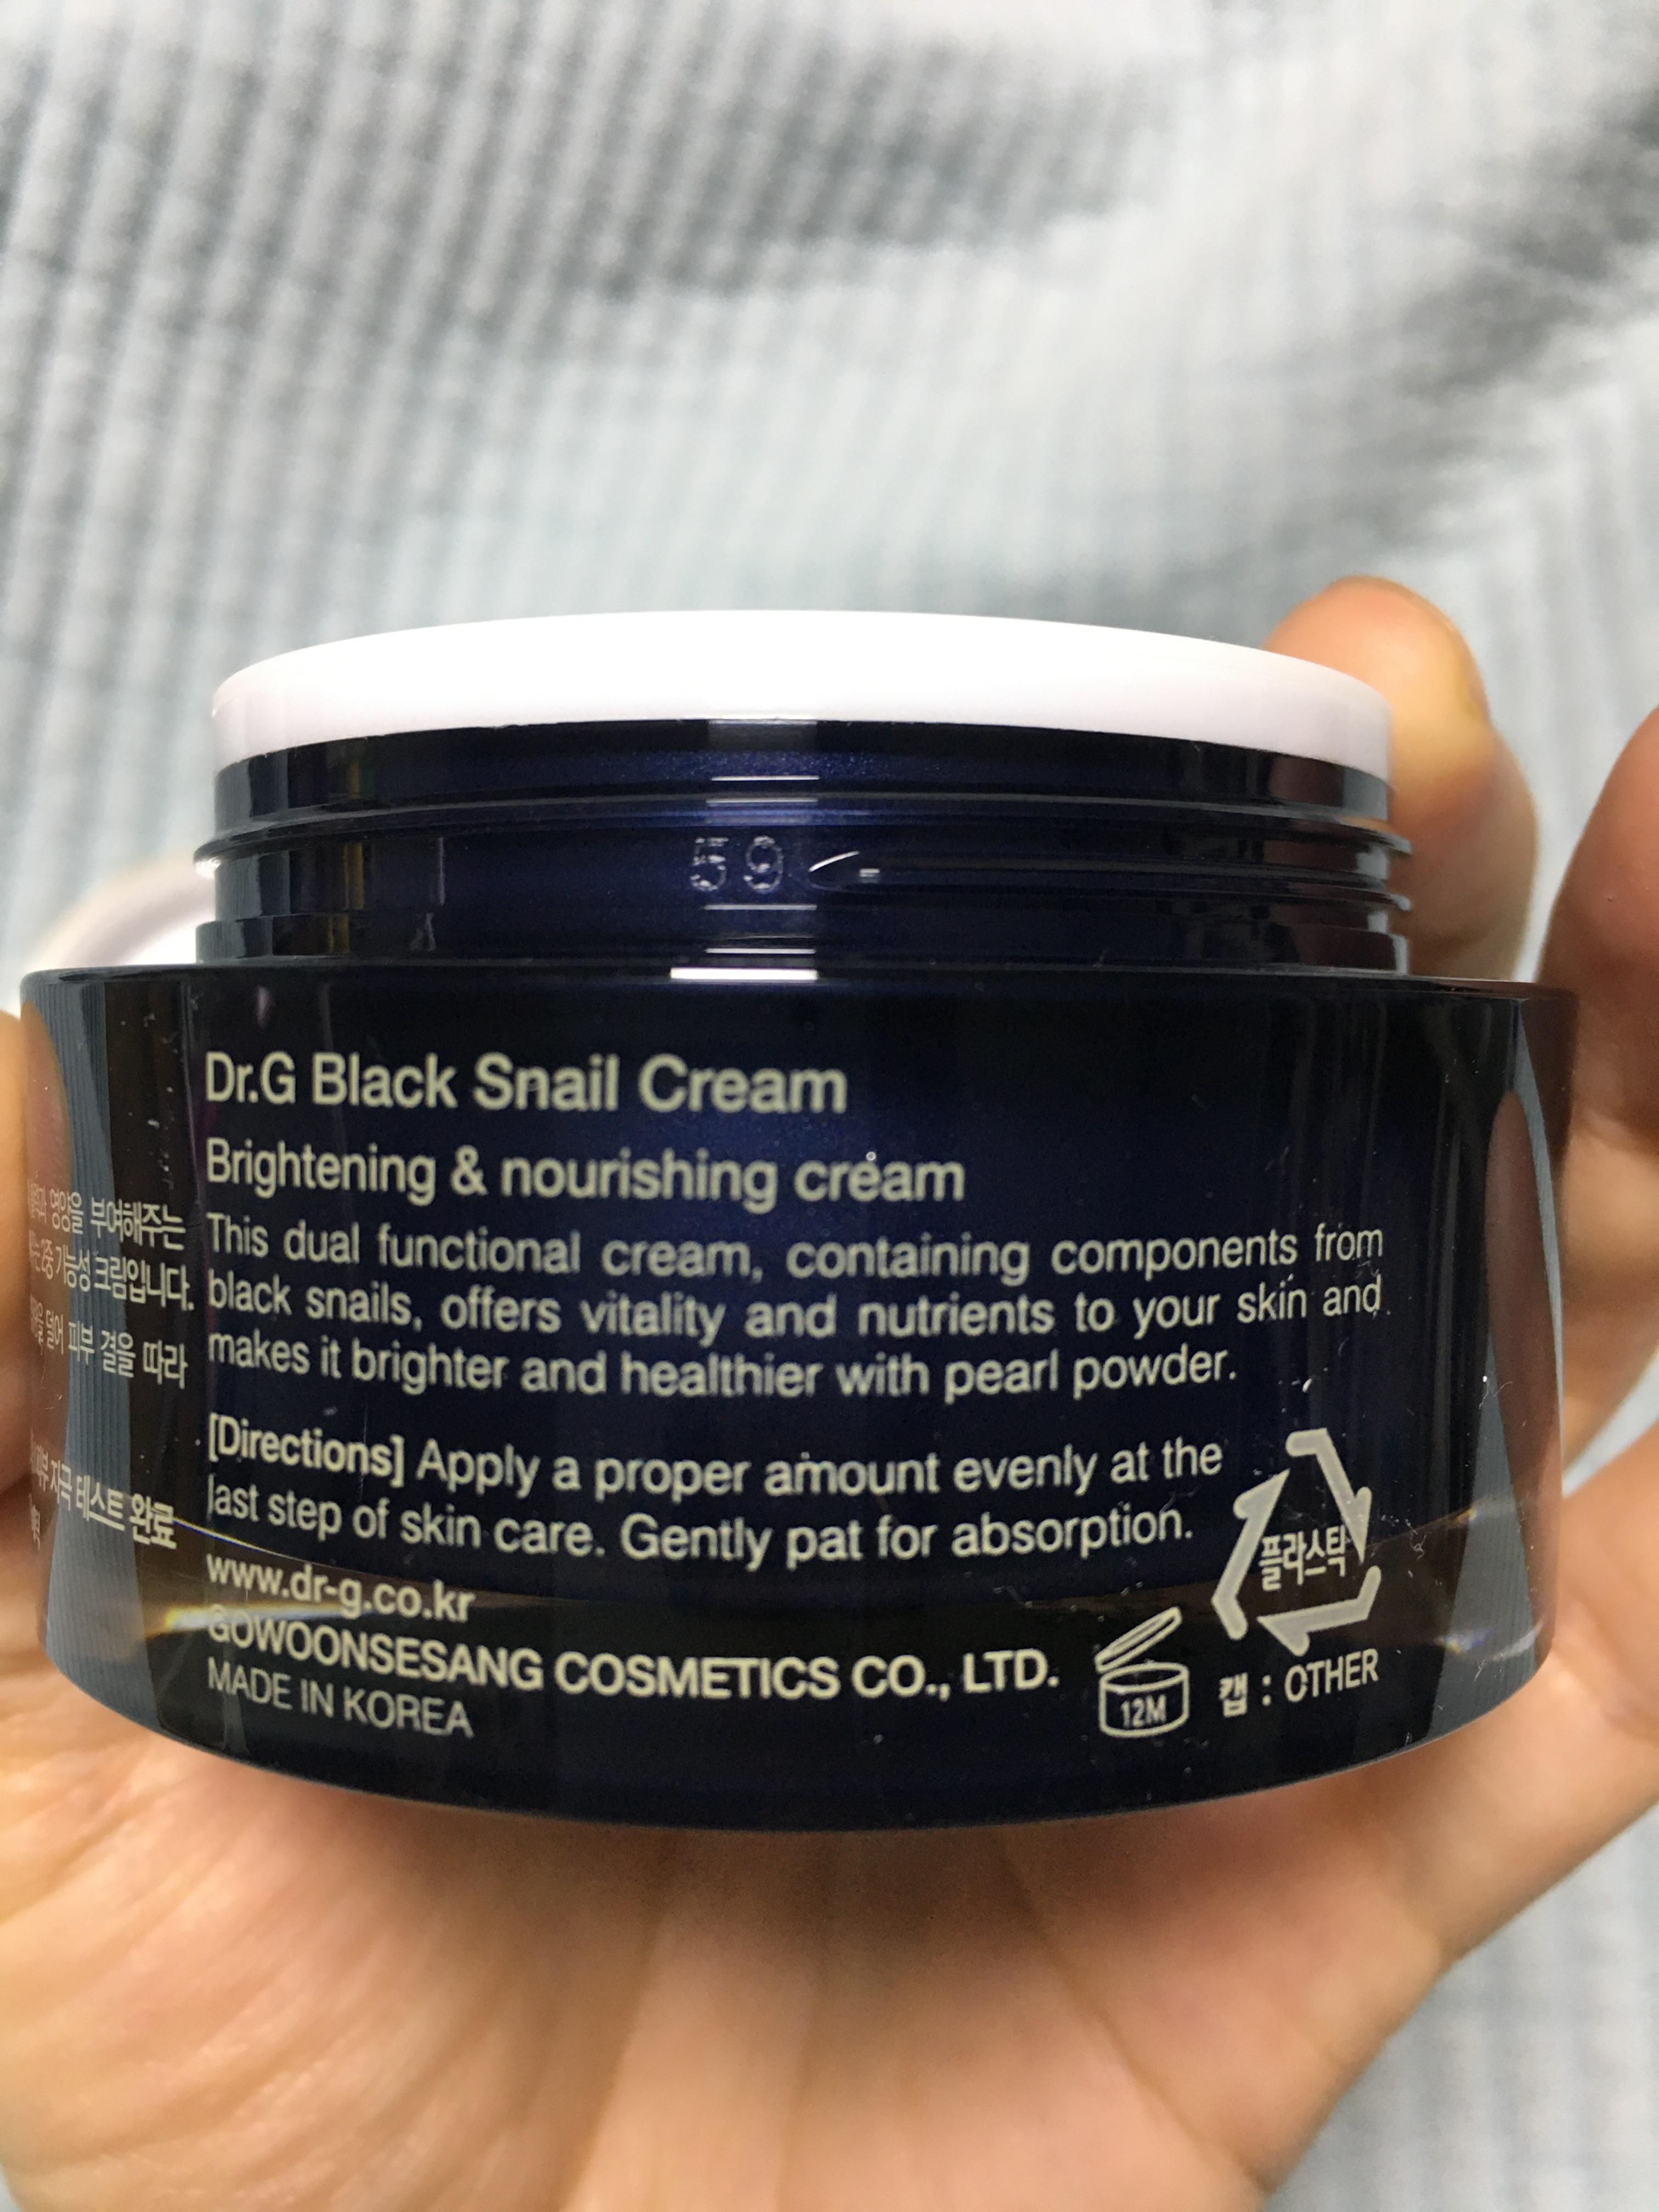 59
Dr.G Black Snail Cream
Brightening & nourishing cream
This dual functional cream, containing components from
black snails, offers vitality and nutrients to your skin and
makes it brighter and healthier with pearl powder.
[Directions] Apply a proper amount evenly at the
last step of skin care. Gently pat for absorption.
www.dr-g.co.kr
GOWOONSESANG COSMETICS CO., LTD.
MADE IN KOREA
12M
플라스틱
캡 : OTHER
영양을 부여해주는
기능성 크림입니다.
덜어 피부 결을 따라
자극 테스트 완료